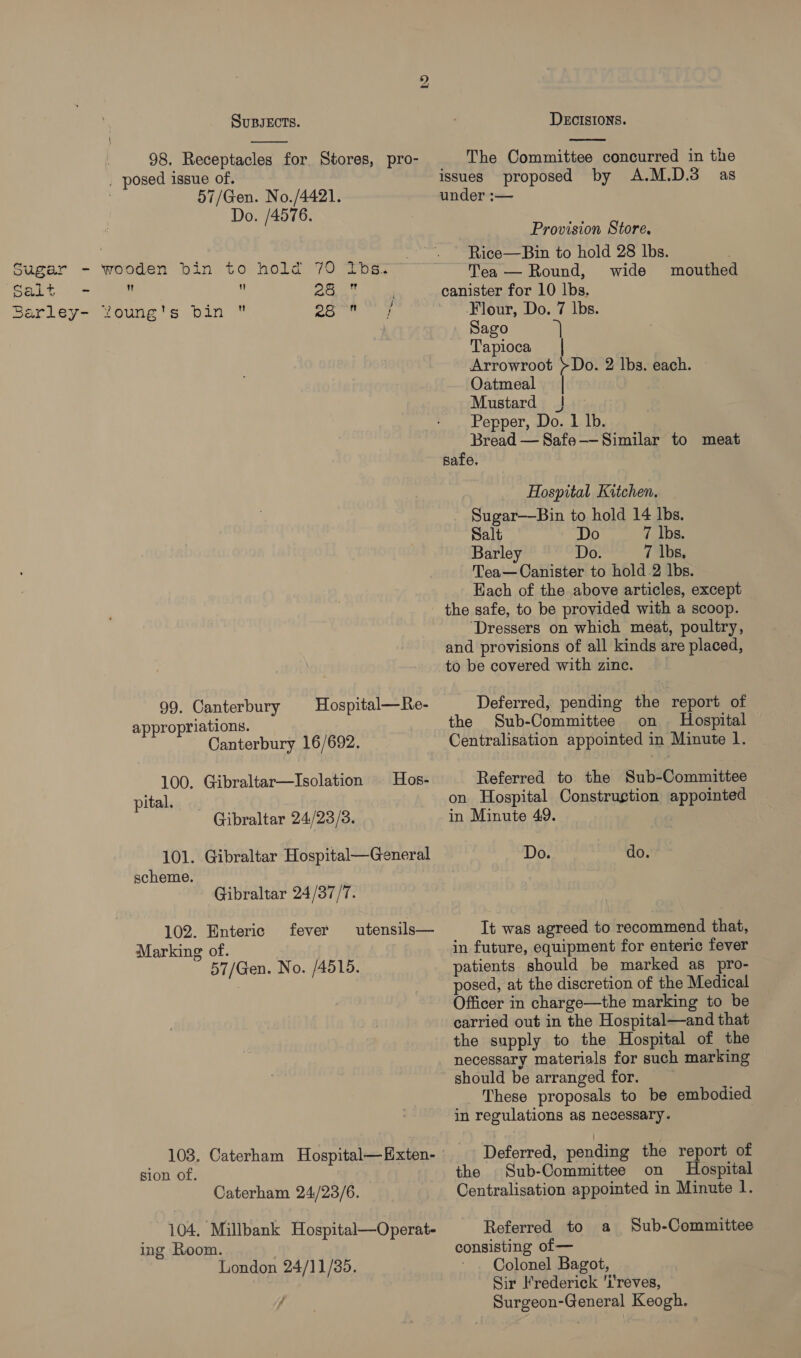 2
SUBJECTS.
98. Receptacles for Stores, pro-
posed issue of.
57/Gen. No./4421.
Do. /4576.
Sugar - wooden bin to hold 70 lbs.
Salt - " " 28 "
Barley- Young's bin " 28 " /
99. Canterbury Hospital—Re-
appropriations.
Canterbury 16/692.
100. Gibraltar—Isolation Hos-
pital.
Gibraltar 24/23/3.
101. Gibraltar Hospital—General
scheme.
Gibraltar 24/37/7.
102. Enteric fever utensils—
Marking of.
57/Gen. No. /4515.
103. Caterham Hospital—Exten-
sion of.
Caterham 24/23/6.
104. Millbank Hospital—Operat-
ing Room.
London 24/11/35.
DECISIONS.
The Committee concurred in the
issues proposed by A.M.D.3 as
under :—
Provision Store.
Rice—Bin to hold 28 lbs.
Tea — Round, wide mouthed
canister for 10 lbs.
Flour, Do. 7 lbs.
Sago
Tapioca
Arrowroot } Do. 2 lbs. each.
Oatmeal
Mustard
Pepper, Do. 1 lb.
Bread — Safe — Similar to meat
safe.
Hospital Kitchen.
Sugar—Bin to hold 14 lbs.
Salt Do 7 lbs.
Barley Do. 7 lbs.
Tea—Canister to hold 2 lbs.
Each of the above articles, except
the safe, to be provided with a scoop.
Dressers on which meat, poultry,
and provisions of all kinds are placed,
to be covered with zinc.
Deferred, pending the report of
the Sub-Committee on Hospital
Centralisation appointed in Minute 1.
Referred to the Sub-Committee
on Hospital Construction appointed
in Minute 49.
Do. do.
It was agreed to recommend that,
in future, equipment for enteric fever
patients should be marked as pro-
posed, at the discretion of the Medical
Officer in charge—the marking to be
carried out in the Hospital—and that
the supply to the Hospital of the
necessary materials for such marking
should be arranged for.
These proposals to be embodied
in regulations as necessary.
Deferred, pending the report of
the Sub-Committee on Hospital
Centralisation appointed in Minute 1.
Referred to a Sub-Committee
consisting of—
Colonel Bagot,
Sir Frederick Treves,
Surgeon-General Keogh.